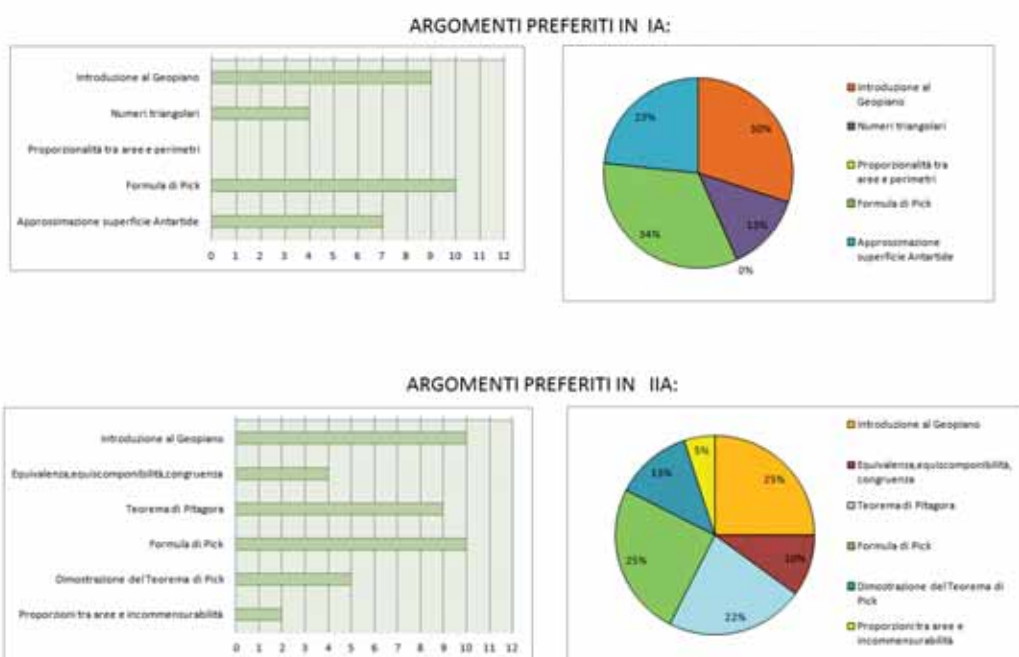 ARGOMENTI PREFERITI IN IA:
Introduzione al Geopiano
Numeri triangolari
Proporzionalità tra aree e perimetri
Formula di Pick
Approssimazione superficie Antartide
0 1 2 3 4 5 6 7 8 9 10 11 12
30%
13%
0%
34%
23%
Introduzione al
Geopiano
Numeri triangolari
Proporzionalità tra
aree e perimetri
Formula di Pick
Approssimazione
superficie Antartide
ARGOMENTI PREFERITI IN IIA:
Introduzione al Geopiano
Equivalenza,equiscomponibilità,congruenza
Teorema di Pitagora
Formula di Pick
Dimostrazione del Teorema di Pick
Proporzioni tra aree e incommensurabilità
0 1 2 3 4 5 6 7 8 9 10 11 12
25%
10%
22%
25%
13%
5%
Introduzione al Geopiano
Equivalenza,equiscomponibilità,
congruenza
Teorema di Pitagora
Formula di Pick
Dimostrazione del Teorema di
Pick
Proporzioni tra aree e
incommensurabilità